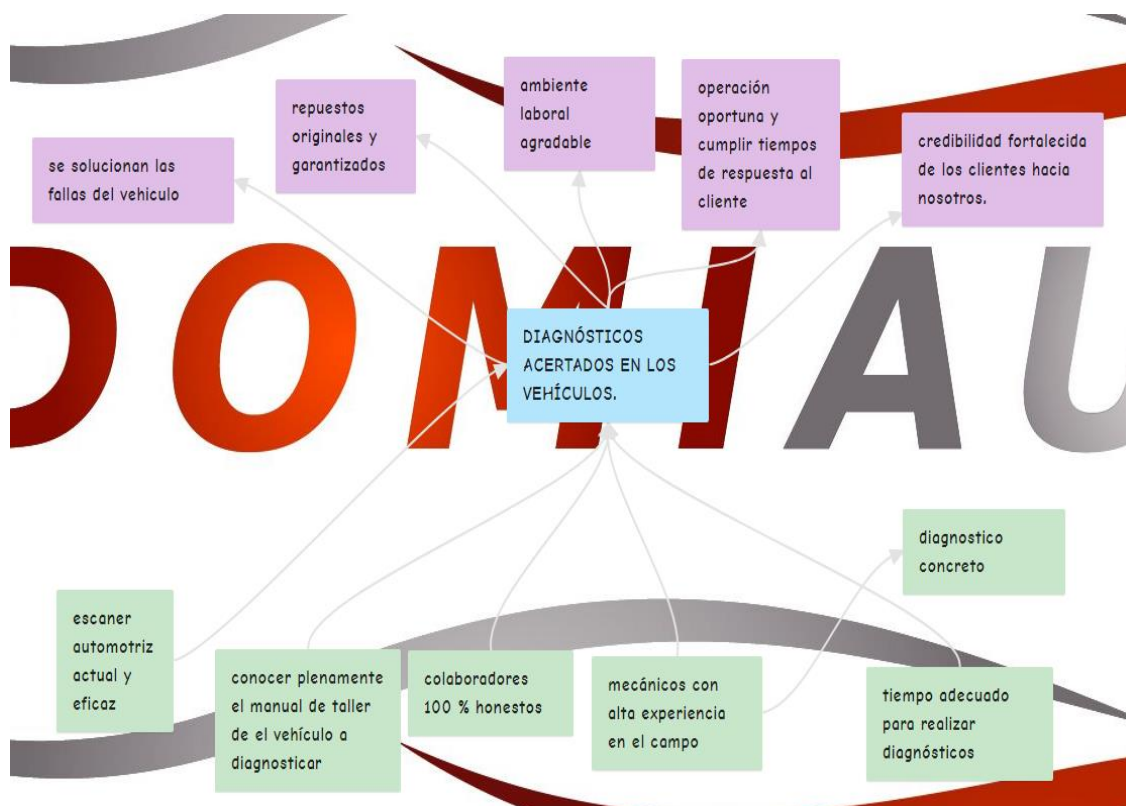 ambiente
laboral
agradable
operación
oportuna y
cumplir tiempos
de respuesta al
cliente
repuestos
originales y
garantizados
credibilidad fortalecida
de los clientes hacia
nosotros.
se solucionan las
fallas del vehiculo
DOMIAU
DIAGNÓSTICOS
ACERTADOS EN LOS
VEHÍCULOS.
diagnostico
concreto
escaner
automotriz
actual y
eficaz
conocer plenamente
el manual de taller
de el vehículo a
diagnosticar
colaboradores
100 % honestos
mecánicos con
alta experiencia
en el campo
tiempo adecuado
para realizar
diagnósticos